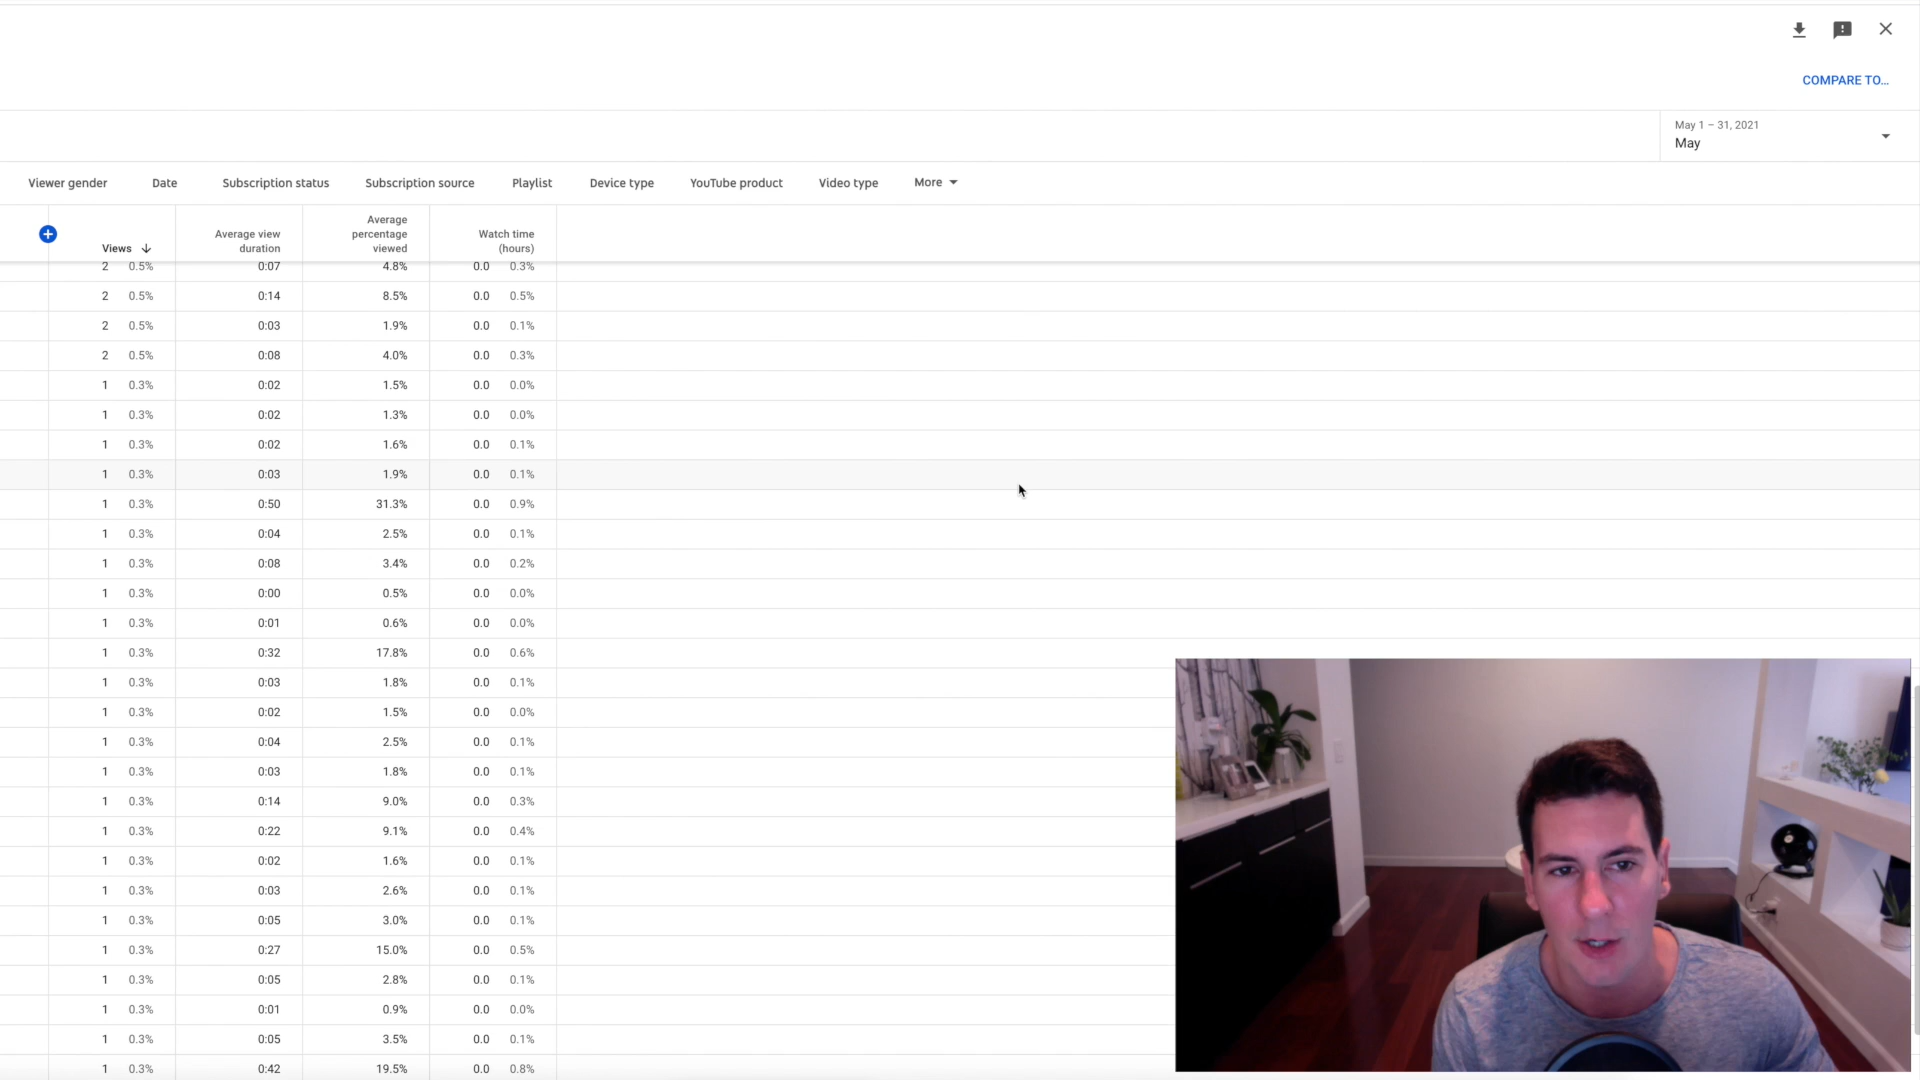 COMPARE TO...
May 1 – 31, 2021
May
Viewer gender Date Subscription status Subscription source Playlist Device type YouTube product Video type More
Views Average view duration Average percentage viewed Watch time (hours)
2 0.5% 0:07 4.8% 0.0 0.3%
2 0.5% 0:14 8.5% 0.0 0.5%
2 0.5% 0:03 1.9% 0.0 0.1%
2 0.5% 0:08 4.0% 0.0 0.3%
1 0.3% 0:02 1.5% 0.0 0.0%
1 0.3% 0:02 1.3% 0.0 0.0%
1 0.3% 0:02 1.6% 0.0 0.1%
1 0.3% 0:03 1.9% 0.0 0.1%
1 0.3% 0:50 31.3% 0.0 0.9%
1 0.3% 0:04 2.5% 0.0 0.1%
1 0.3% 0:08 3.4% 0.0 0.2%
1 0.3% 0:00 0.5% 0.0 0.0%
1 0.3% 0:01 0.6% 0.0 0.0%
1 0.3% 0:32 17.8% 0.0 0.6%
1 0.3% 0:03 1.8% 0.0 0.1%
1 0.3% 0:02 1.5% 0.0 0.0%
1 0.3% 0:04 2.5% 0.0 0.1%
1 0.3% 0:03 1.8% 0.0 0.1%
1 0.3% 0:14 9.0% 0.0 0.3%
1 0.3% 0:22 9.1% 0.0 0.4%
1 0.3% 0:02 1.6% 0.0 0.1%
1 0.3% 0:03 2.6% 0.0 0.1%
1 0.3% 0:05 3.0% 0.0 0.1%
1 0.3% 0:27 15.0% 0.0 0.5%
1 0.3% 0:05 2.8% 0.0 0.1%
1 0.3% 0:01 0.9% 0.0 0.0%
1 0.3% 0:05 3.5% 0.0 0.1%
1 0.3% 0:42 19.5% 0.0 0.8%